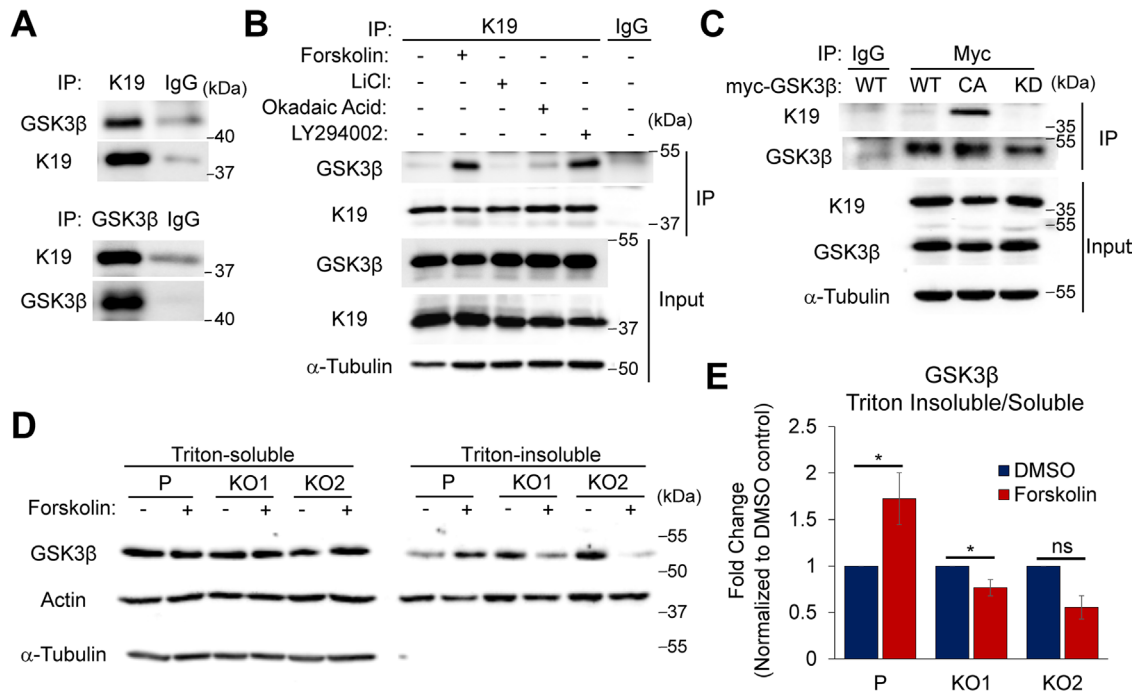 A
IP: K19 IgG (kDa)
GSK3β
–40
K19
–37
IP: GSK3β IgG
K19
–37
GSK3β
–40
B
IP: K19 IgG
Forskolin: - + - - - -
LiCl: - - + - - -
Okadaic Acid: - - - + - -
(kDa)
LY294002: - - - - + -
–55
GSK3β
IP
K19
–37
–55
GSK3β
Input
K19
–37
α-Tubulin
–50
C
IP: IgG Myc
myc-GSK3β: WT WT CA KD
(kDa)
K19
–35
IP
–55
GSK3β
K19
–35
–55
Input
GSK3β
α-Tubulin
–55
D
Triton-soluble Triton-insoluble
P KO1 KO2 P KO1 KO2
(kDa)
Forskolin: - + - + - + - + - + - +
–55
GSK3β
–50
Actin
–37
–55
α-Tubulin
E
GSK3β
Triton Insoluble/Soluble
Fold Change
(Normalized to DMSO control)
2.5
2
1.5
1
0.5
0
*
*
ns
DMSO
Forskolin
P KO1 KO2